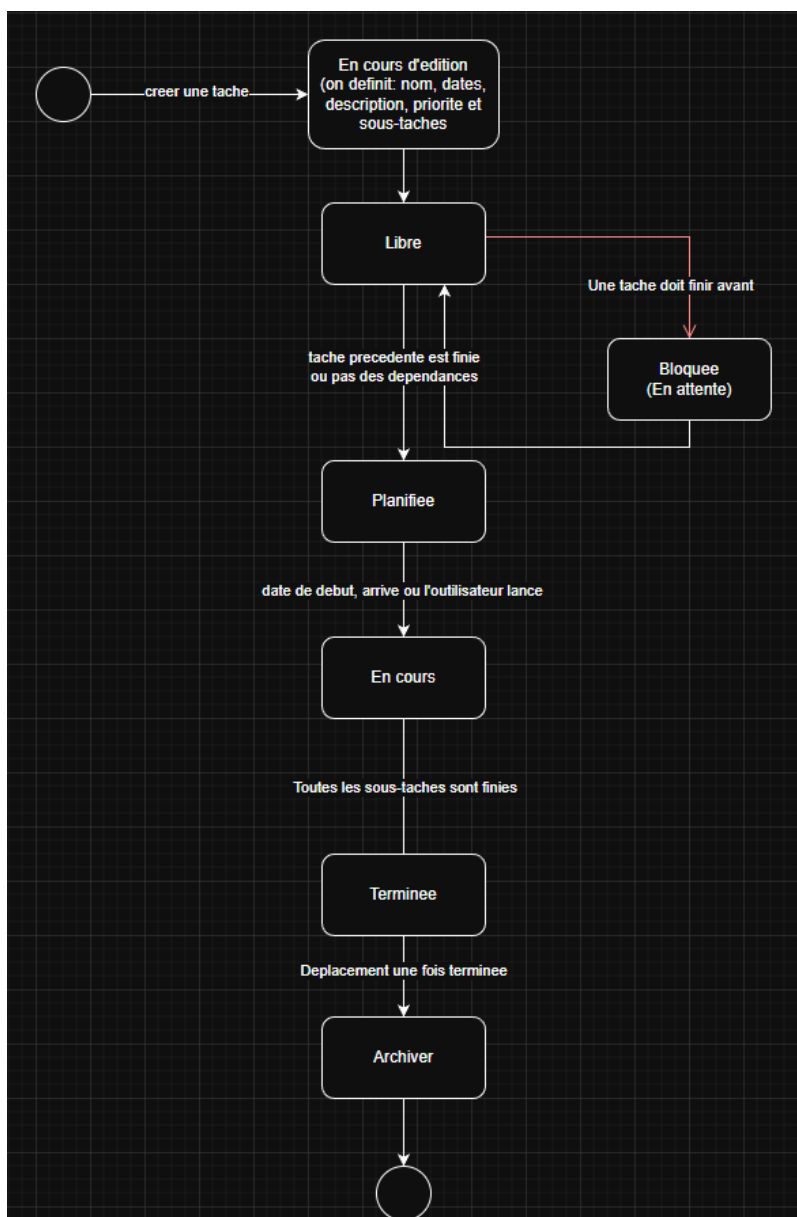 En cours d'edition
(on definit: nom, dates,
description, priorite et
sous-taches
creer une tache
Libre
Une tache doit finir avant
tache precedente est finie
ou pas des dependances
Bloquee
(En attente)
Planifiee
date de debut, arrive ou l'outilisateur lance
En cours
Toutes les sous-taches sont finies
Terminee
Deplacement une fois terminee
Archiver